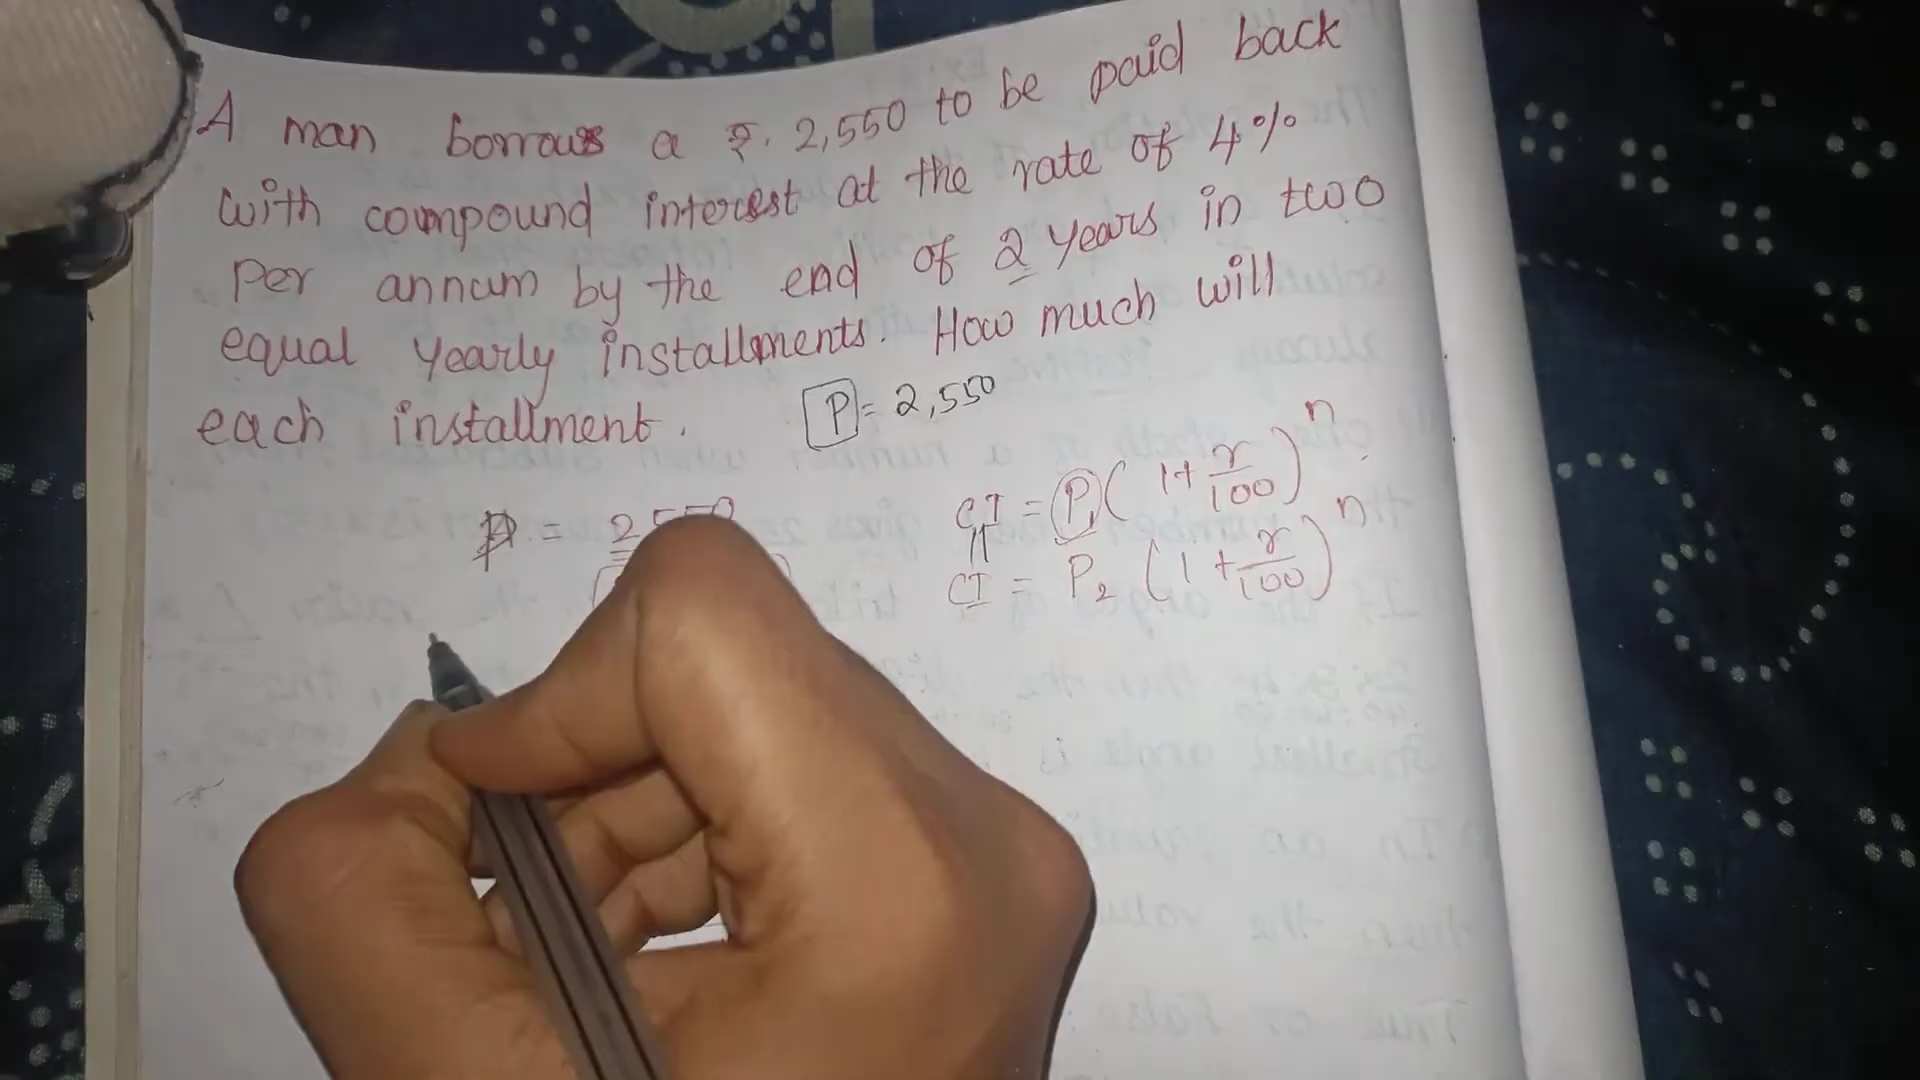 A man borrows a ₹. 2,550 to be paid back
with compound interest at the rate of 4%
per annum by the end of 2 years in two
equal yearly installments. How much will
each installment.
P = 2,550
CI = P₁ (1+ r/100)ⁿ
CI = P₂ (1+ r/100)ⁿ
= 2550